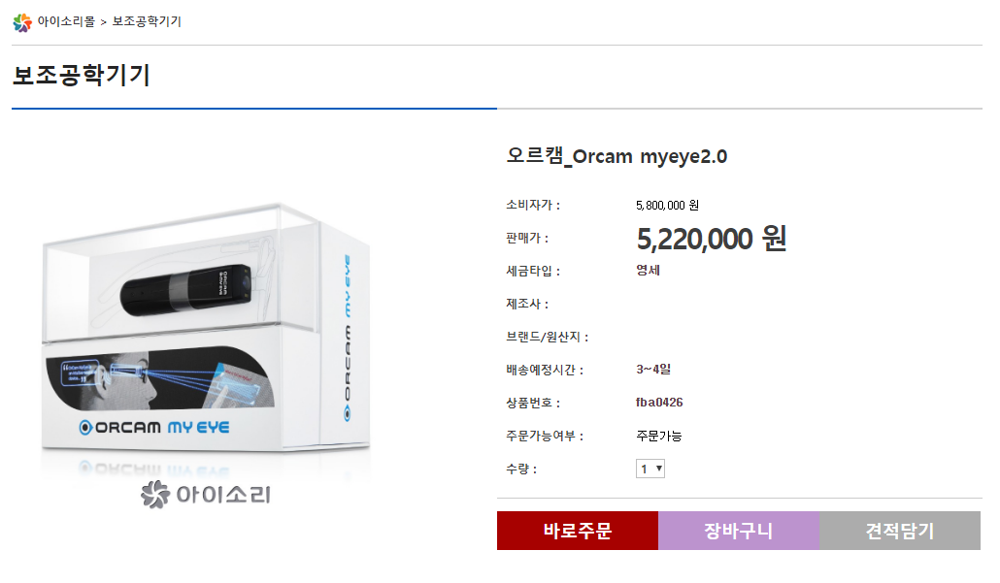 아이소리몰 > 보조공학기기
보조공학기기
오르캠_Orcam myeye2.0
소비자가 : 5,800,000 원
판매가 : 5,220,000 원
세금타입 : 영세
제조사 :
브랜드/원산지 :
배송예정시간 : 3~4일
상품번호 : fba0426
주문가능여부 : 주문가능
수량 : 1
바로주문 장바구니 견적담기
ORCAM
MY EYE
ORCAM MY EYE
ORCAM MY EYE
아이소리